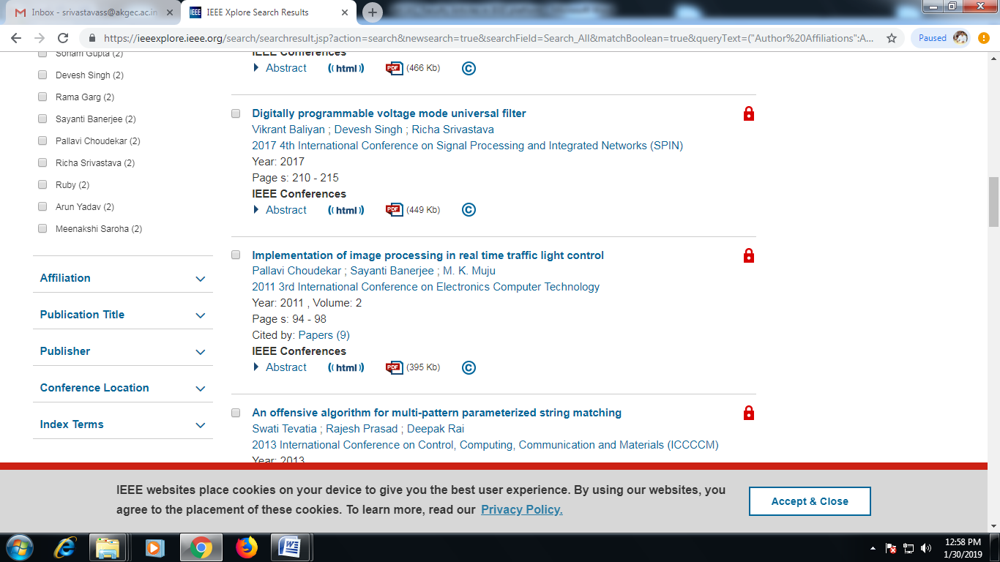 Inbox - srivastavass@akgec.ac.in
IEEE Xplore Search Results
https://ieeexplore.ieee.org/search/searchresult.jsp?action=search&newsearch=true&searchField=Search_All&matchBoolean=true&queryText=("Author%20Affiliations":A...
Paused
Sonam Gupta (2)
Devesh Singh (2)
Rama Garg (2)
Sayanti Banerjee (2)
Pallavi Choudekar (2)
Richa Srivastava (2)
Ruby (2)
Arun Yadav (2)
Meenakshi Saroha (2)
Affiliation
Publication Title
Publisher
Conference Location
Index Terms
IEEE Conferences
Abstract ((html)) PDF (466 Kb) ©
Digitally programmable voltage mode universal filter
Vikrant Baliyan ; Devesh Singh ; Richa Srivastava
2017 4th International Conference on Signal Processing and Integrated Networks (SPIN)
Year: 2017
Page s: 210 - 215
IEEE Conferences
Abstract ((html)) PDF (449 Kb) ©
Implementation of image processing in real time traffic light control
Pallavi Choudekar ; Sayanti Banerjee ; M. K. Muju
2011 3rd International Conference on Electronics Computer Technology
Year: 2011 , Volume: 2
Page s: 94 - 98
Cited by: Papers (9)
IEEE Conferences
Abstract ((html)) PDF (395 Kb) ©
An offensive algorithm for multi-pattern parameterized string matching
Swati Tevatia ; Rajesh Prasad ; Deepak Rai
2013 International Conference on Control, Computing, Communication and Materials (ICCCCM)
Year: 2013
IEEE websites place cookies on your device to give you the best user experience. By using our websites, you
agree to the placement of these cookies. To learn more, read our Privacy Policy.
Accept & Close
12:58 PM
1/30/2019